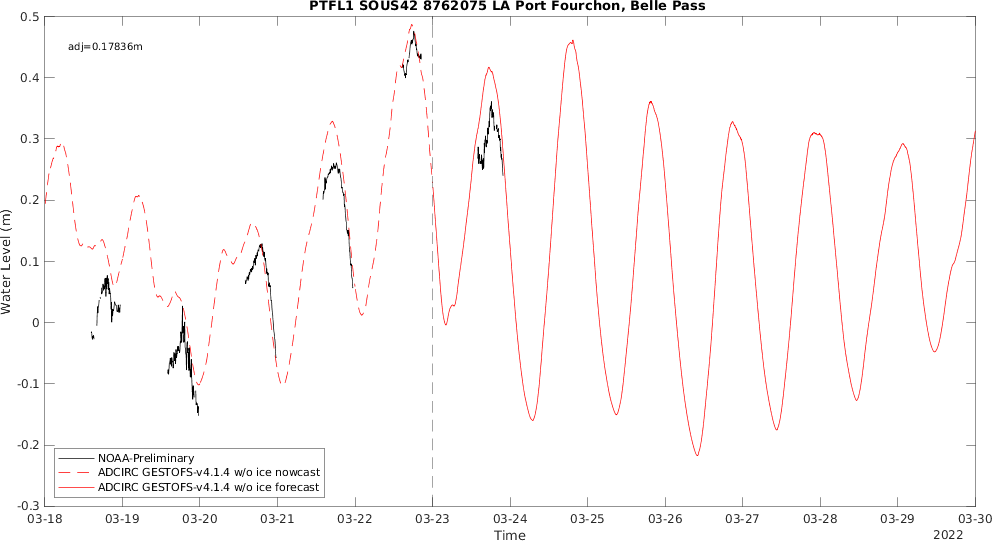 PTFL1 SOUS42 8762075 LA Port Fourchon, Belle Pass
adj=0.17836m
Water Level (m)
0.5
0.4
0.3
0.2
0.1
0
-0.1
-0.2
-0.3
NOAA-Preliminary
ADCIRC GESTOFS-v4.1.4 w/o ice nowcast
ADCIRC GESTOFS-v4.1.4 w/o ice forecast
03-18 03-19 03-20 03-21 03-22 03-23 03-24 03-25 03-26 03-27 03-28 03-29 03-30
Time
2022